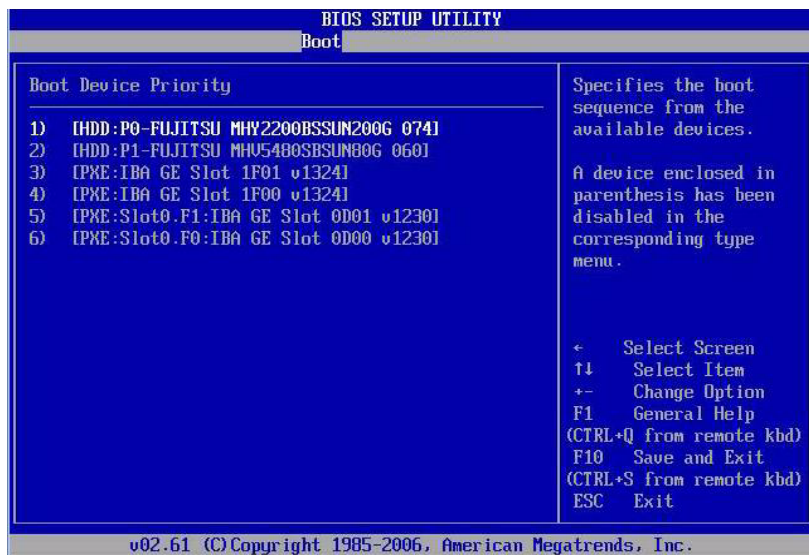 BIOS SETUP UTILITY
Boot
Boot Device Priority
1) [HDD:P0-FUJITSU MHY2200BSSUN200G 074]
2) [HDD:P1-FUJITSU MHV5480SBSUN80G 060]
3) [PXE:IBA GE Slot 1F01 v1324]
4) [PXE:IBA GE Slot 1F00 v1324]
5) [PXE:Slot0.F1:IBA GE Slot 0D01 v1230]
6) [PXE:Slot0.F0:IBA GE Slot 0D00 v1230]
Specifies the boot
sequence from the
available devices.
A device enclosed in
parenthesis has been
disabled in the
corresponding type
menu.
← Select Screen
↑↓ Select Item
+- Change Option
F1 General Help
(CTRL+Q from remote kbd)
F10 Save and Exit
(CTRL+S from remote kbd)
ESC Exit
v02.61 (C)Copyright 1985-2006, American Megatrends, Inc.